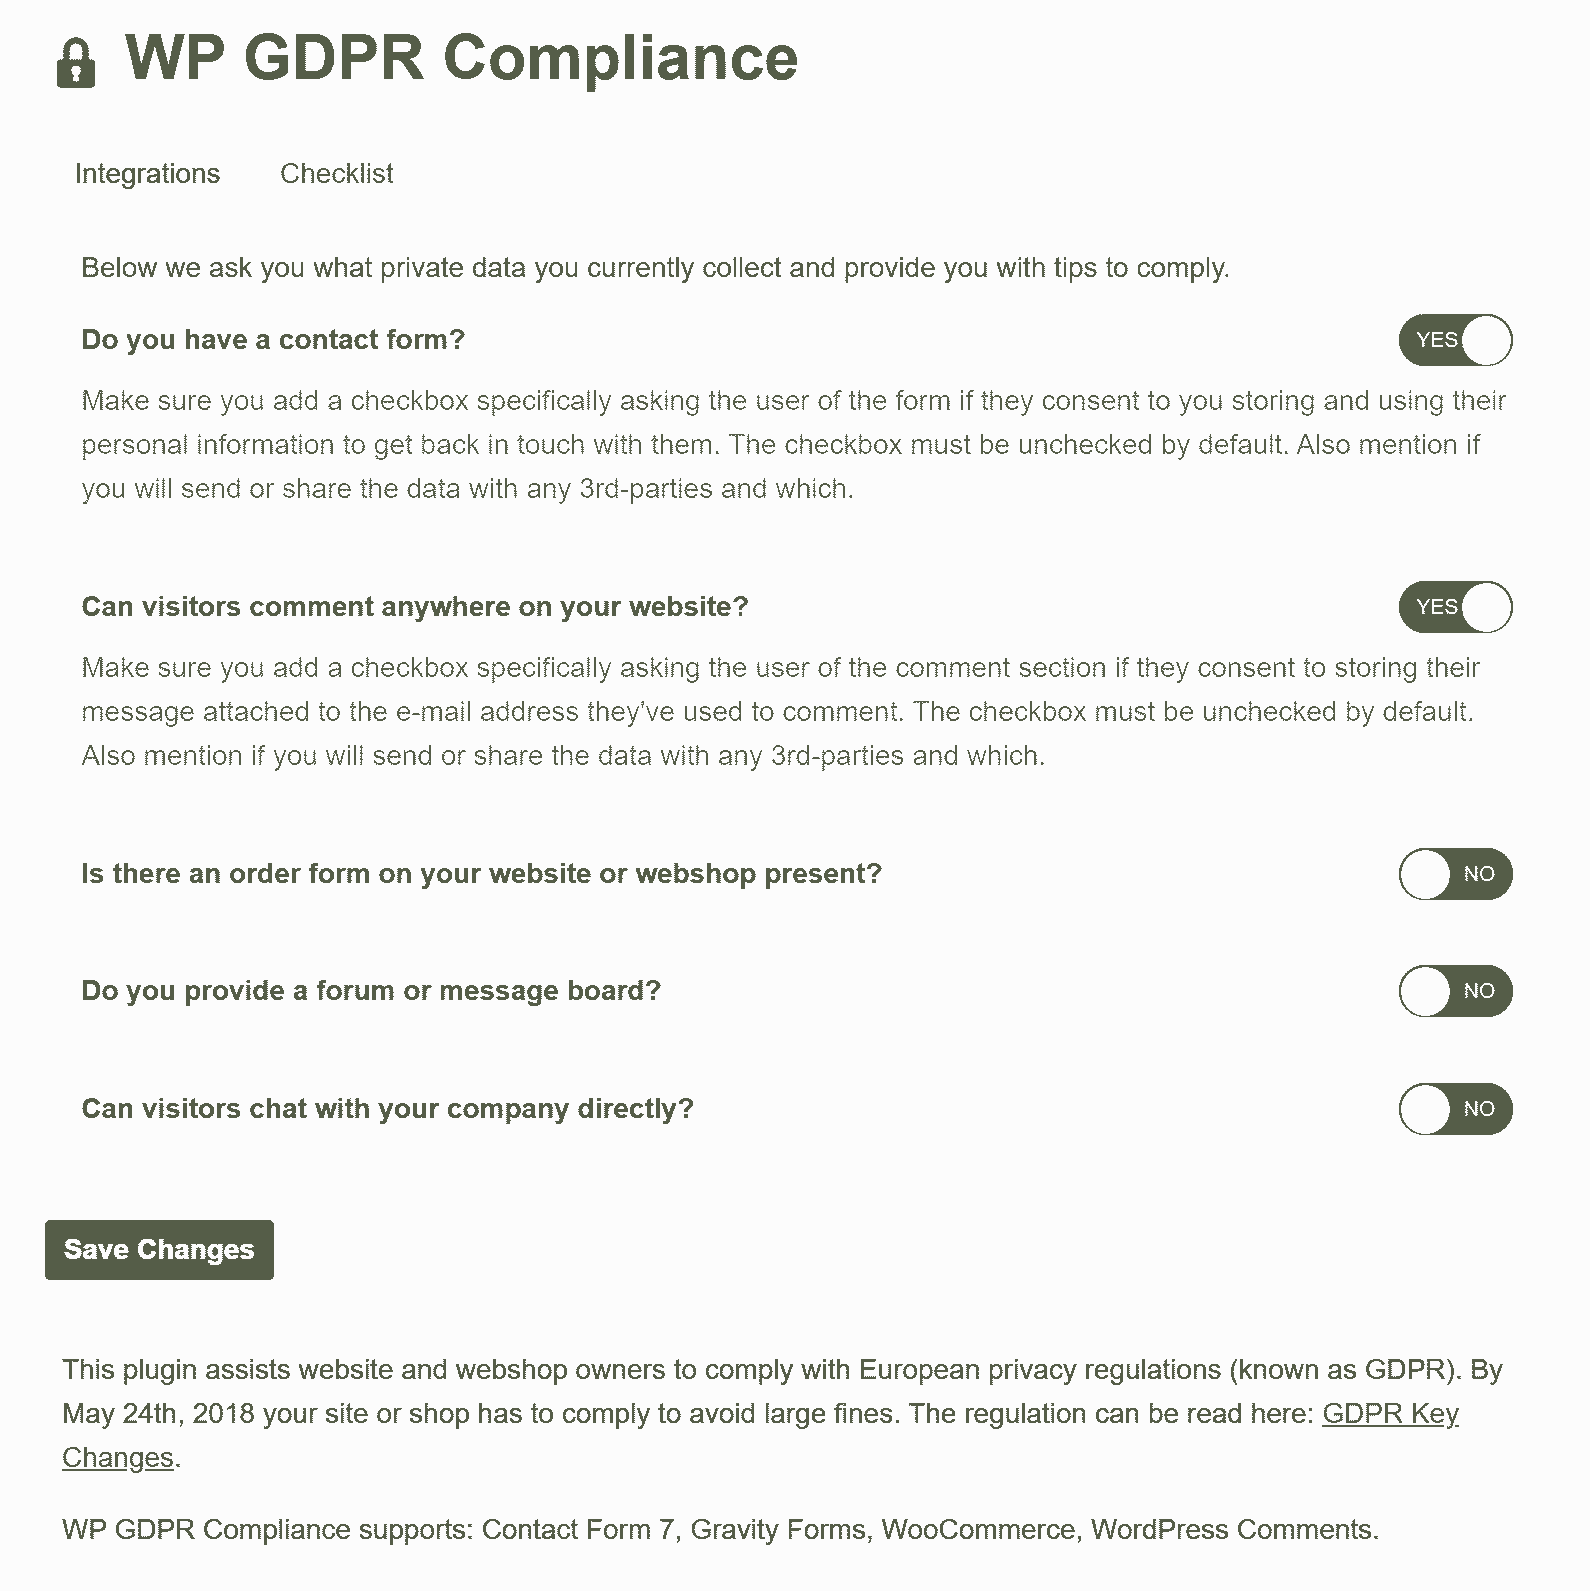 WP GDPR Compliance
Integrations Checklist
Below we ask you what private data you currently collect and provide you with tips to comply.
Do you have a contact form? YES
Make sure you add a checkbox specifically asking the user of the form if they consent to you storing and using their
personal information to get back in touch with them. The checkbox must be unchecked by default. Also mention if
you will send or share the data with any 3rd-parties and which.
Can visitors comment anywhere on your website? YES
Make sure you add a checkbox specifically asking the user of the comment section if they consent to storing their
message attached to the e-mail address they've used to comment. The checkbox must be unchecked by default.
Also mention if you will send or share the data with any 3rd-parties and which.
Is there an order form on your website or webshop present? NO
Do you provide a forum or message board? NO
Can visitors chat with your company directly? NO
Save Changes
This plugin assists website and webshop owners to comply with European privacy regulations (known as GDPR). By
May 24th, 2018 your site or shop has to comply to avoid large fines. The regulation can be read here: GDPR Key
Changes.
WP GDPR Compliance supports: Contact Form 7, Gravity Forms, WooCommerce, WordPress Comments.